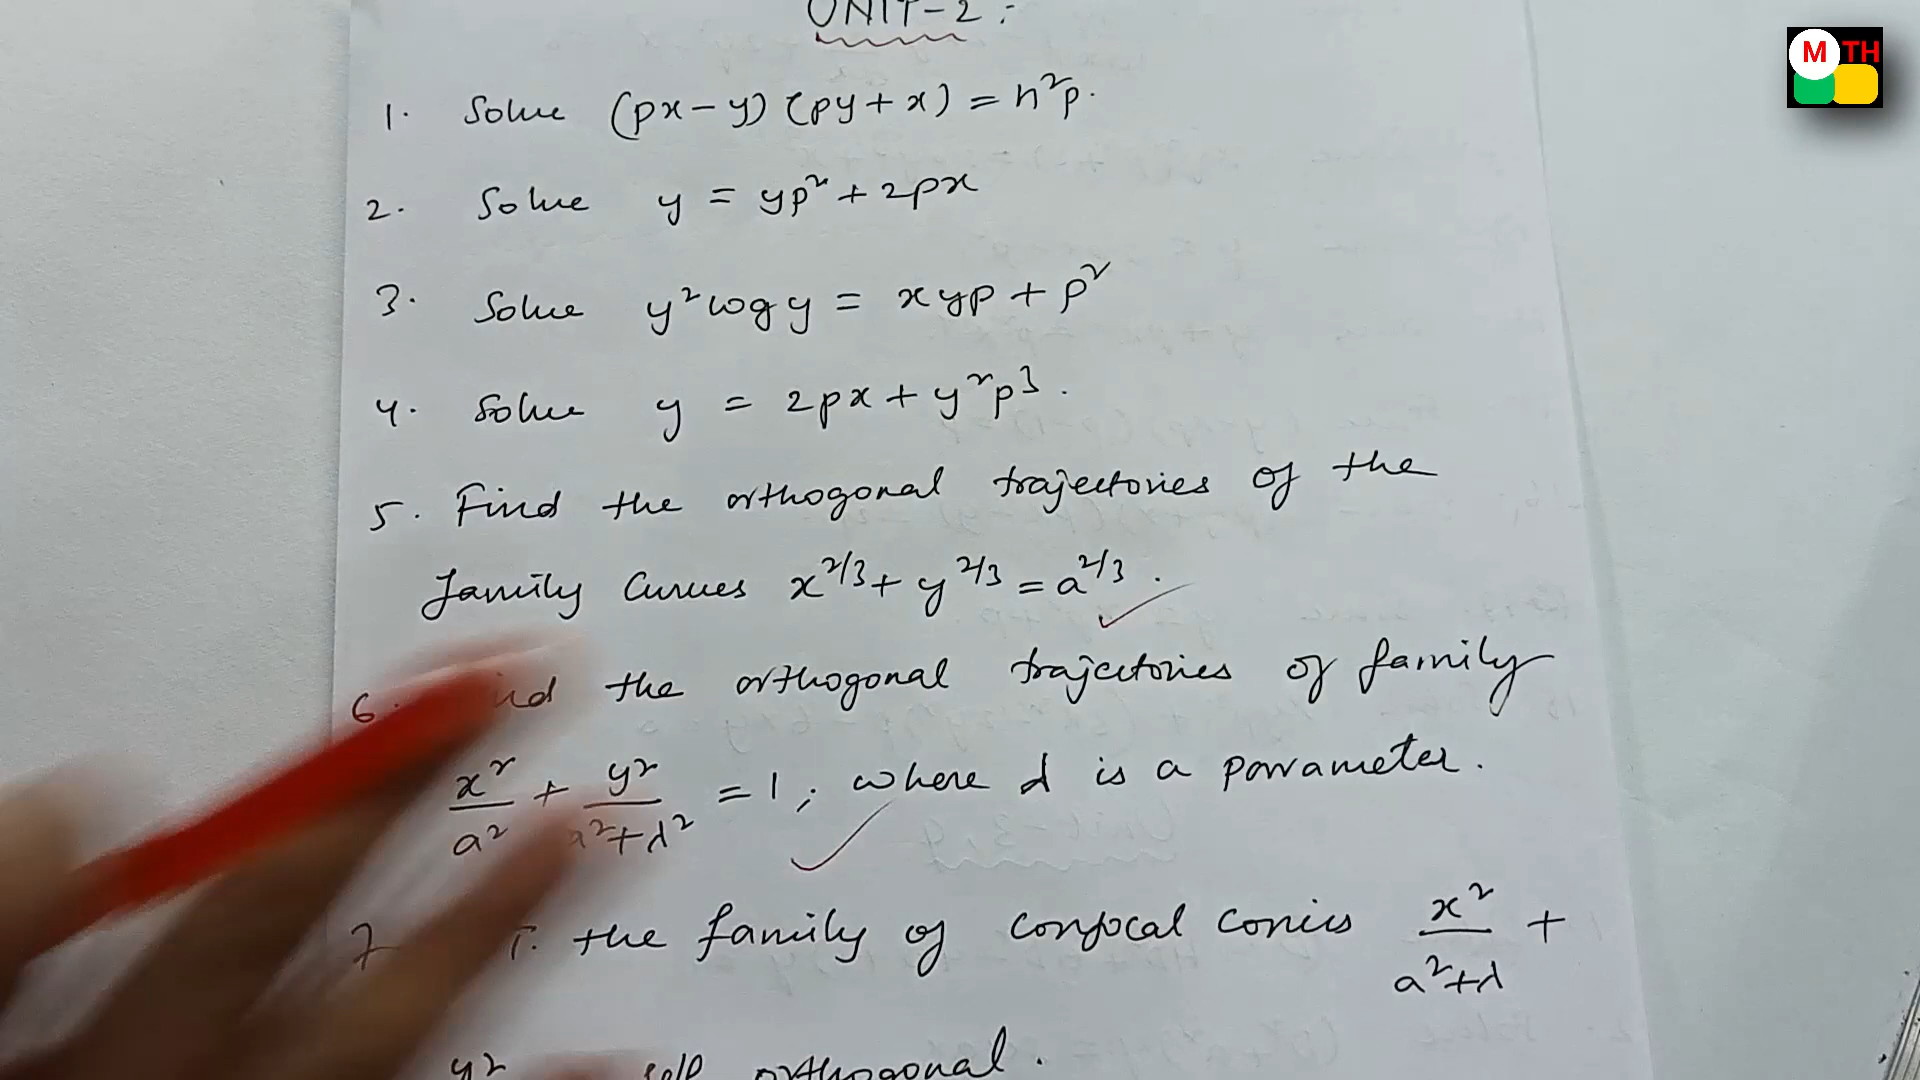 UNIT-2:
M TH
1. Solve (px-y)(py+x) = h²p.
2. Solve y = yp² + 2px
3. Solve y² log y = xyp + p²
4. Solve y = 2px + y²p³.
5. Find the orthogonal trajectories of the
family curves x^2/3 + y^2/3 = a^2/3.
6. the orthogonal trajectories of family
x²/a² + y²/a²+λ² = 1; where λ is a parameter.
7 T. the family of confocal conics x²/a²+λ +
y² self orthogonal.